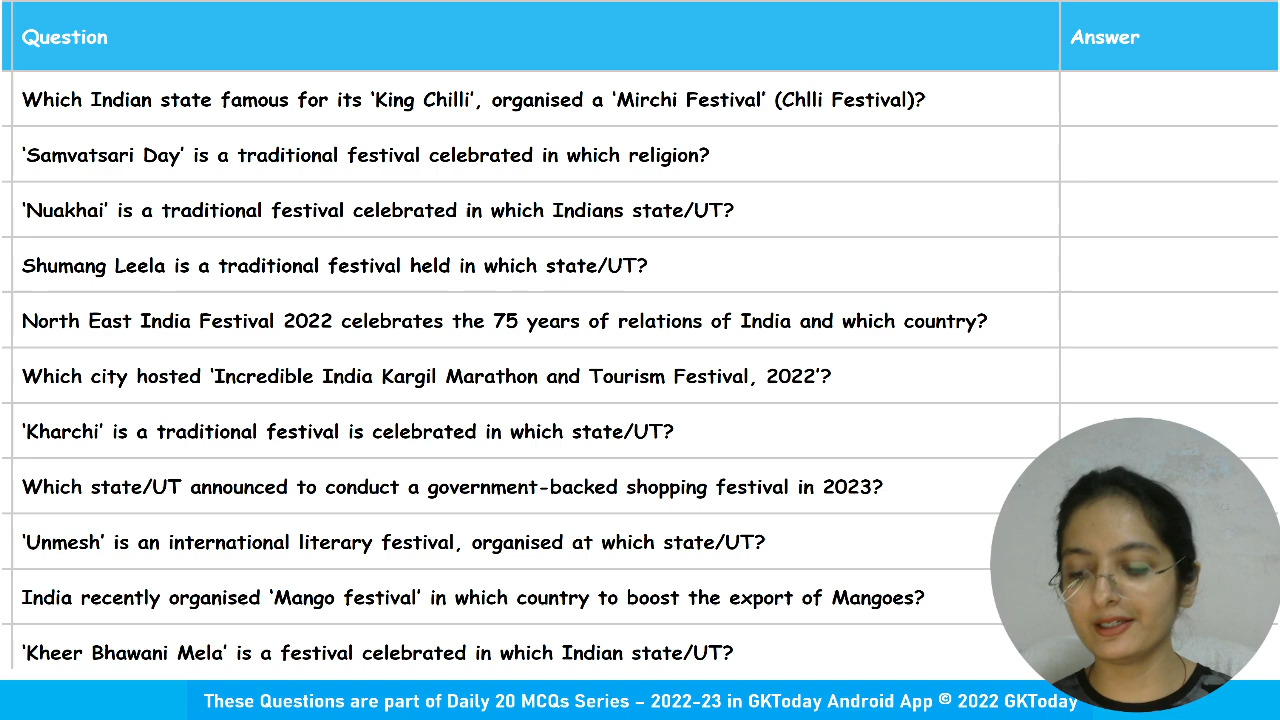 Question Answer
Which Indian state famous for its ‘King Chilli’, organised a ‘Mirchi Festival’ (Chlli Festival)?
‘Samvatsari Day’ is a traditional festival celebrated in which religion?
‘Nuakhai’ is a traditional festival celebrated in which Indians state/UT?
Shumang Leela is a traditional festival held in which state/UT?
North East India Festival 2022 celebrates the 75 years of relations of India and which country?
Which city hosted ‘Incredible India Kargil Marathon and Tourism Festival, 2022’?
‘Kharchi’ is a traditional festival is celebrated in which state/UT?
Which state/UT announced to conduct a government-backed shopping festival in 2023?
‘Unmesh’ is an international literary festival, organised at which state/UT?
India recently organised ‘Mango festival’ in which country to boost the export of Mangoes?
‘Kheer Bhawani Mela’ is a festival celebrated in which Indian state/UT?
These Questions are part of Daily 20 MCQs Series – 2022-23 in GKToday Android App © 2022 GKToday